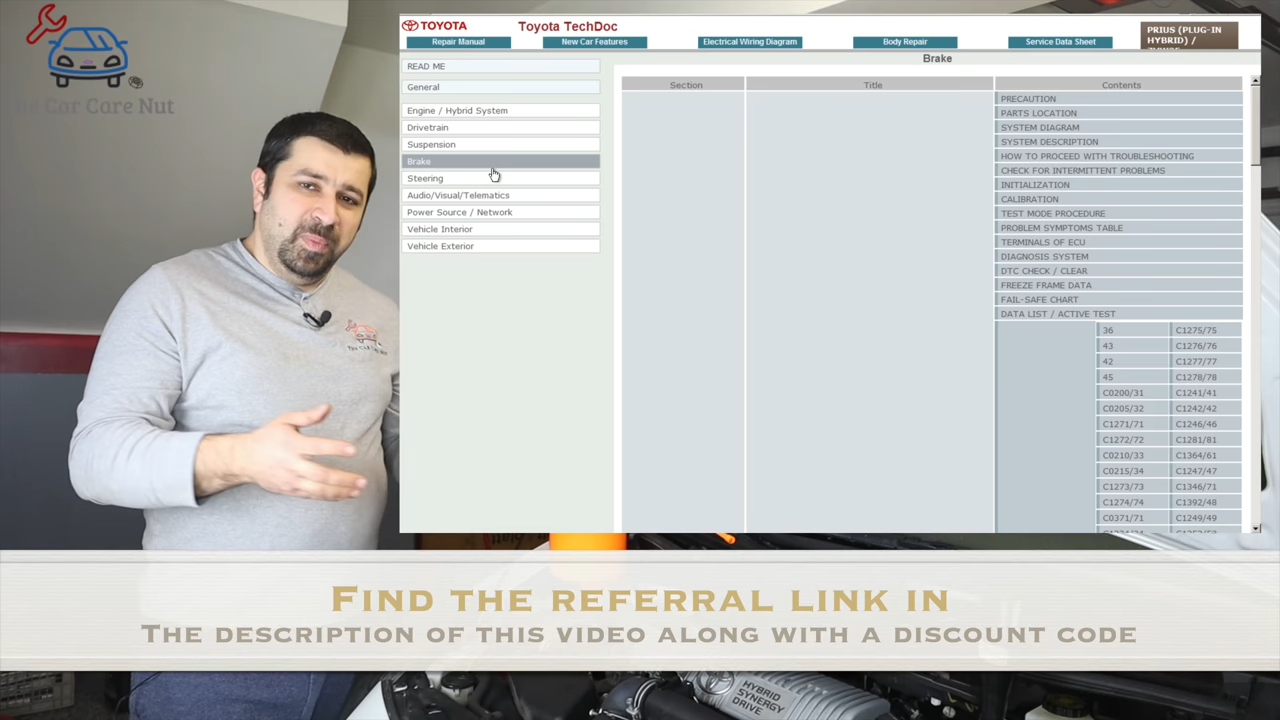 TOYOTA
Toyota TechDoc
Repair Manual
New Car Features
Electrical Wiring Diagram
Body Repair
Service Data Sheet
PRIUS (PLUG-IN
HYBRID) /
Car Care Nut
READ ME
General
Engine / Hybrid System
Drivetrain
Suspension
Brake
Steering
Audio/Visual/Telematics
Power Source / Network
Vehicle Interior
Vehicle Exterior
Brake
Section
Title
Contents
PRECAUTION
PARTS LOCATION
SYSTEM DIAGRAM
SYSTEM DESCRIPTION
HOW TO PROCEED WITH TROUBLESHOOTING
CHECK FOR INTERMITTENT PROBLEMS
INITIALIZATION
CALIBRATION
TEST MODE PROCEDURE
PROBLEM SYMPTOMS TABLE
TERMINALS OF ECU
DIAGNOSIS SYSTEM
DTC CHECK / CLEAR
FREEZE FRAME DATA
FAIL-SAFE CHART
DATA LIST / ACTIVE TEST
36 C1275/75
43 C1276/76
42 C1277/77
45 C1278/78
C0200/31 C1241/41
C0205/32 C1242/42
C1271/71 C1246/46
C1272/72 C1281/81
C0210/33 C1364/61
C0215/34 C1247/47
C1273/73 C1346/71
C1274/74 C1392/48
C0371/71 C1249/49
FIND THE REFERRAL LINK IN
THE DESCRIPTION OF THIS VIDEO ALONG WITH A DISCOUNT CODE
HYBRID
SYNERGY
DRIVE